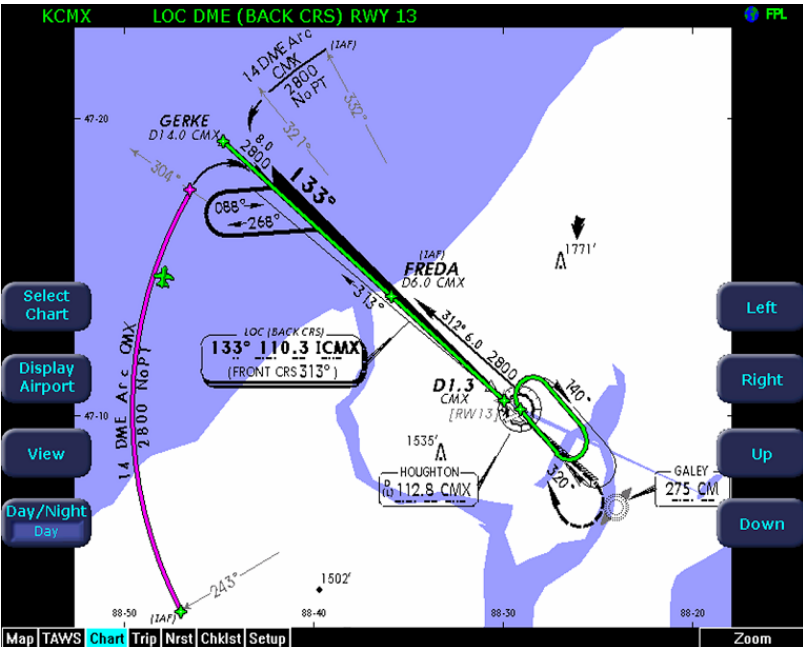 KCMX LOC DME (BACK CRS) RWY 13 FPL
14 DME Arc
CMX
2800
NoPT
(IAF)
332°
321°
47-20
GERKE
D14.0 CMX
8.0
2800
133°
304°
088°
268°
(IAF)
FREDA
D6.0 CMX
1771'
313°
312° 6.0 2800
Select
Chart
Left
LOC (BACK CRS)
133° 110.3 ICMX
(FRONT CRS 313°)
Display
Airport
Right
14 DME Arc CMX
2800 NoPT
D1.3
CMX
[RW13]
140°
47-10
View
Up
1535'
HOUGHTON
D
(L) 112.8 CMX
320°
GALEY
275 CM
Day/Night
Day
Down
243°
1502'
(IAF)
88-50 88-40 88-30 88-20
Map TAWS Chart Trip Nrst Chklst Setup Zoom